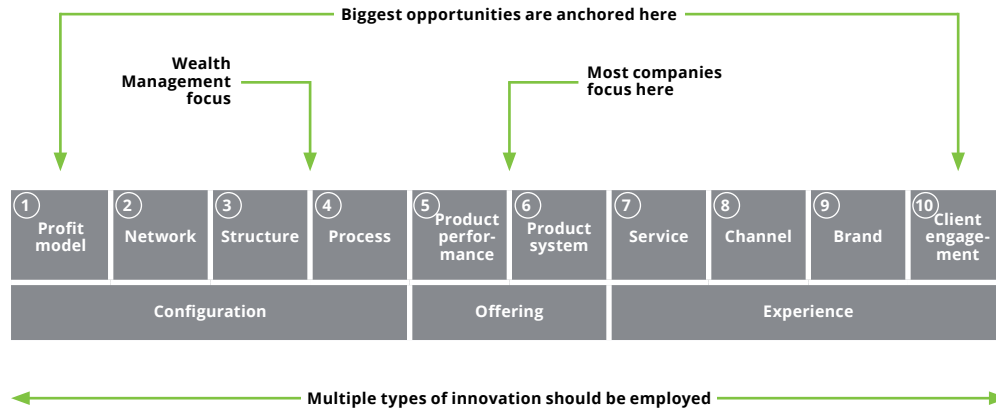 Biggest opportunities are anchored here
Wealth
Management
focus
Most companies
focus here
1
Profit
model
2
Network
3
Structure
4
Process
5
Product
perfor-
mance
6
Product
system
7
Service
8
Channel
9
Brand
10
Client
engage-
ment
Configuration
Offering
Experience
Multiple types of innovation should be employed